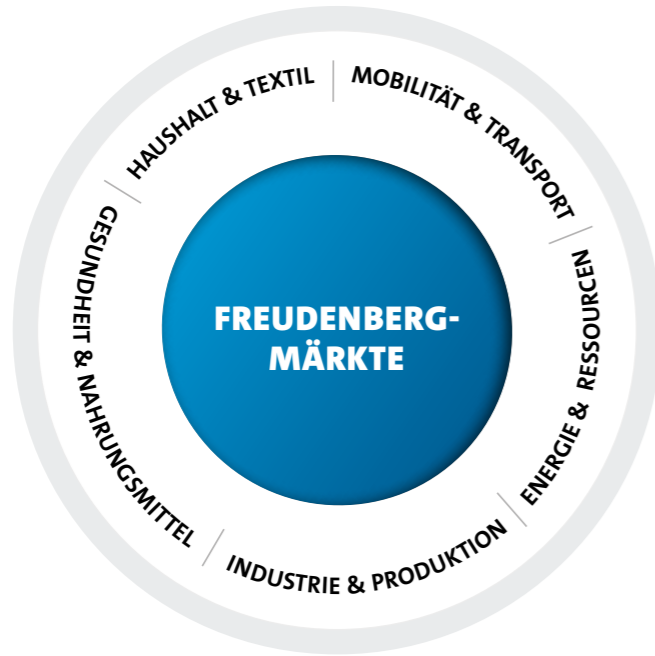 FREUDENBERG-
MÄRKTE
MOBILITÄT & TRANSPORT
ENERGIE & RESSOURCEN
INDUSTRIE & PRODUKTION
GESUNDHEIT & NAHRUNGSMITTEL
HAUSHALT & TEXTIL